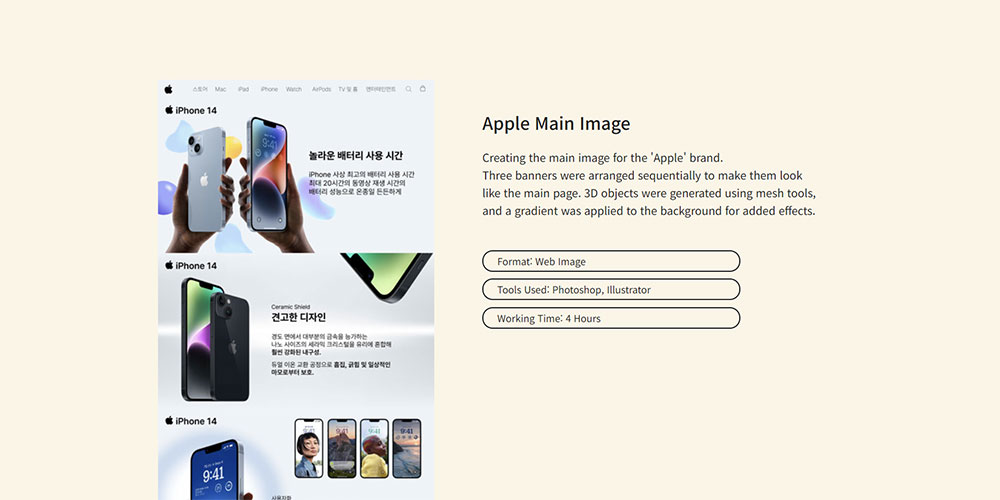 스토어 Mac iPad iPhone Watch AirPods TV 및 홈 엔터테인먼트
iPhone 14
놀라운 배터리 사용 시간
iPhone 사상 최고의 배터리 사용 시간
최대 20시간의 동영상 재생 시간의
배터리 성능으로 온종일 든든하게
iPhone 14
Ceramic Shield
견고한 디자인
경도 면에서 대부분의 금속을 능가하는
나노 사이즈의 세라믹 크리스털을 유리에 혼합해
훨씬 강화된 내구성.
듀얼 이온 교환 공정으로 흠집, 긁힘 및 일상적인
마모로부터 보호.
iPhone 14
9:41
9:41
9:41
9:41
9:41
사용자화
Apple Main Image
Creating the main image for the 'Apple' brand.
Three banners were arranged sequentially to make them look
like the main page. 3D objects were generated using mesh tools,
and a gradient was applied to the background for added effects.
Format: Web Image
Tools Used: Photoshop, Illustrator
Working Time: 4 Hours